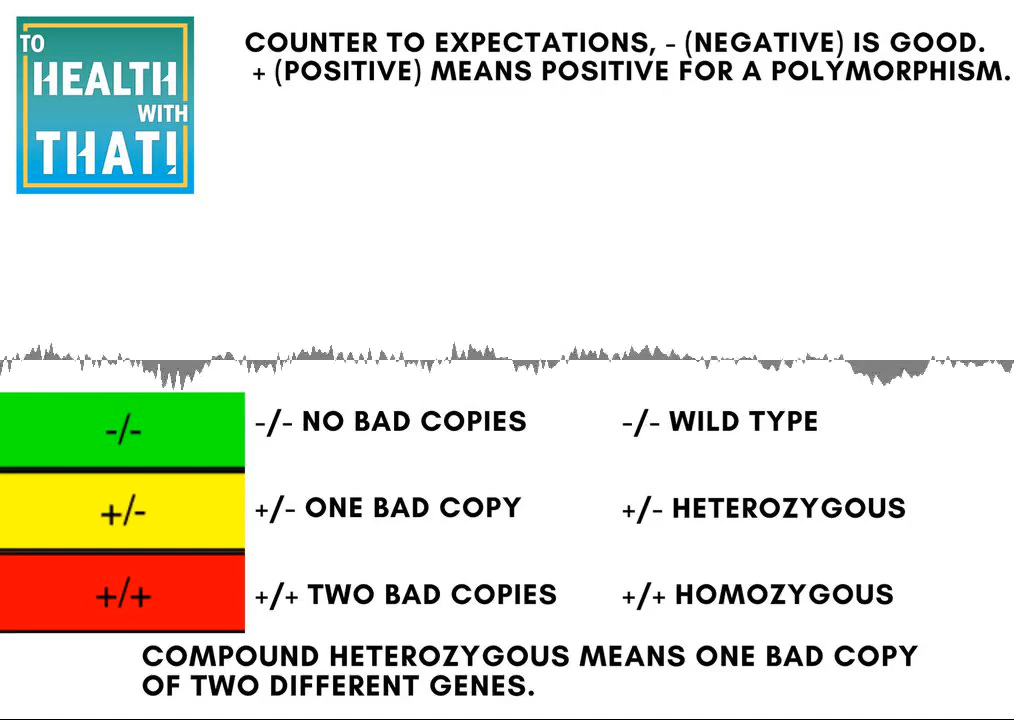 TO
HEALTH
WITH
THAT!
COUNTER TO EXPECTATIONS, - (NEGATIVE) IS GOOD.
+ (POSITIVE) MEANS POSITIVE FOR A POLYMORPHISM.
-/- -/- NO BAD COPIES -/- WILD TYPE
+/- +/- ONE BAD COPY +/- HETEROZYGOUS
+/+ +/+ TWO BAD COPIES +/+ HOMOZYGOUS
COMPOUND HETEROZYGOUS MEANS ONE BAD COPY
OF TWO DIFFERENT GENES.